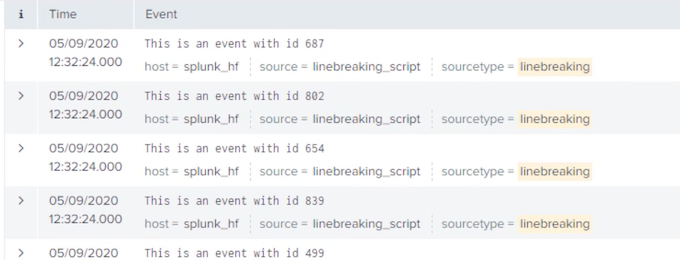 i Time Event
> 05/09/2020 This is an event with id 687
12:32:24.000 host = splunk_hf source = linebreaking_script sourcetype = linebreaking
> 05/09/2020 This is an event with id 802
12:32:24.000 host = splunk_hf source = linebreaking_script sourcetype = linebreaking
> 05/09/2020 This is an event with id 654
12:32:24.000 host = splunk_hf source = linebreaking_script sourcetype = linebreaking
> 05/09/2020 This is an event with id 839
12:32:24.000 host = splunk_hf source = linebreaking_script sourcetype = linebreaking
> 05/09/2020 This is an event with id 499